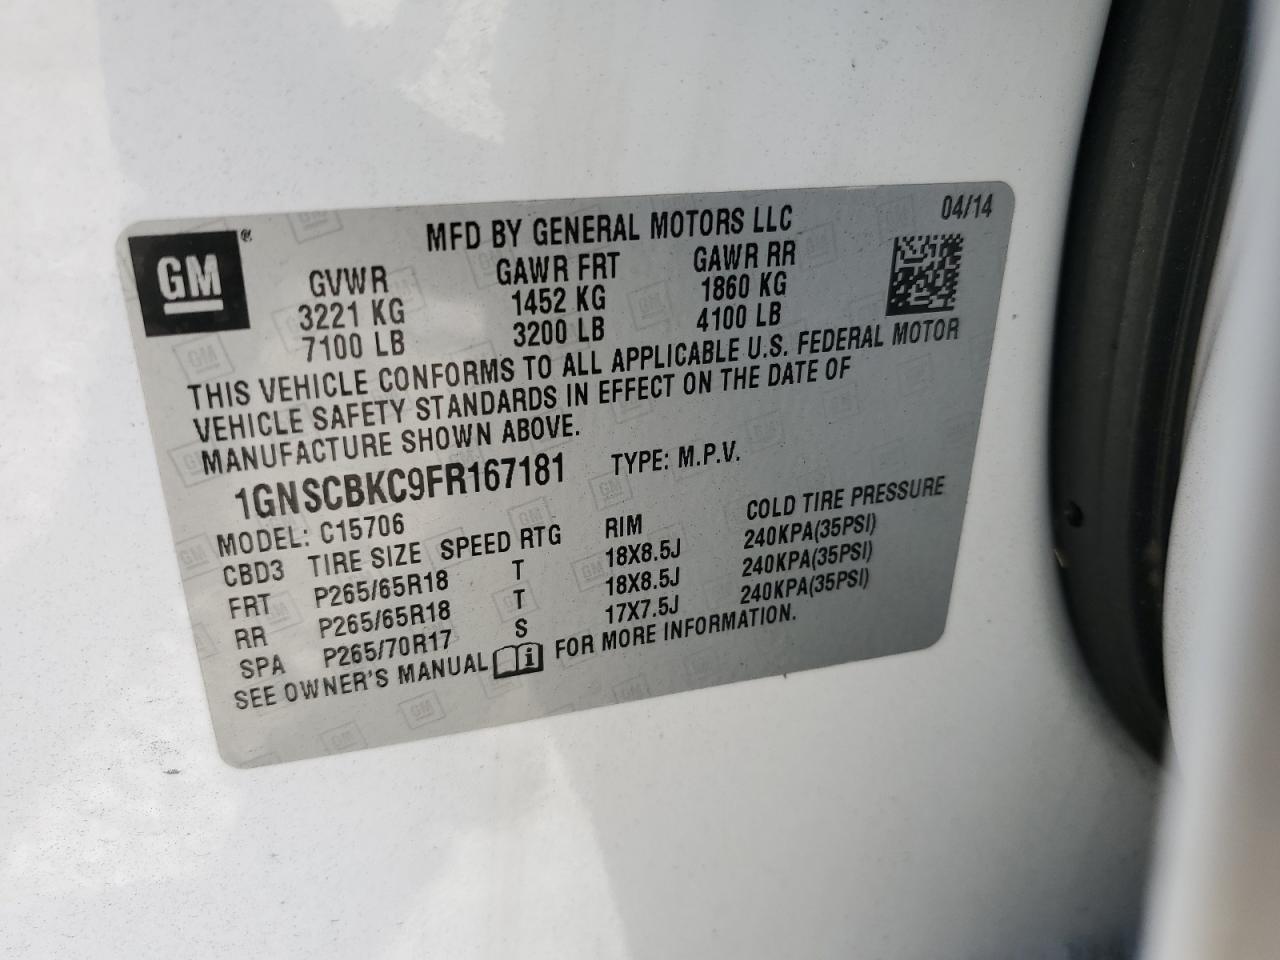 04/14
GM®
MFD BY GENERAL MOTORS LLC
GVWR GAWR FRT GAWR RR
3221 KG 1452 KG 1860 KG
7100 LB 3200 LB 4100 LB
THIS VEHICLE CONFORMS TO ALL APPLICABLE U.S. FEDERAL MOTOR
VEHICLE SAFETY STANDARDS IN EFFECT ON THE DATE OF
MANUFACTURE SHOWN ABOVE.
1GNSCBKC9FR167181 TYPE: M.P.V.
MODEL: C15706
CBD3 TIRE SIZE SPEED RTG RIM COLD TIRE PRESSURE
FRT P265/65R18 T 18X8.5J 240KPA(35PSI)
RR P265/65R18 T 18X8.5J 240KPA(35PSI)
SPA P265/70R17 S 17X7.5J 240KPA(35PSI)
SEE OWNER'S MANUAL i FOR MORE INFORMATION.